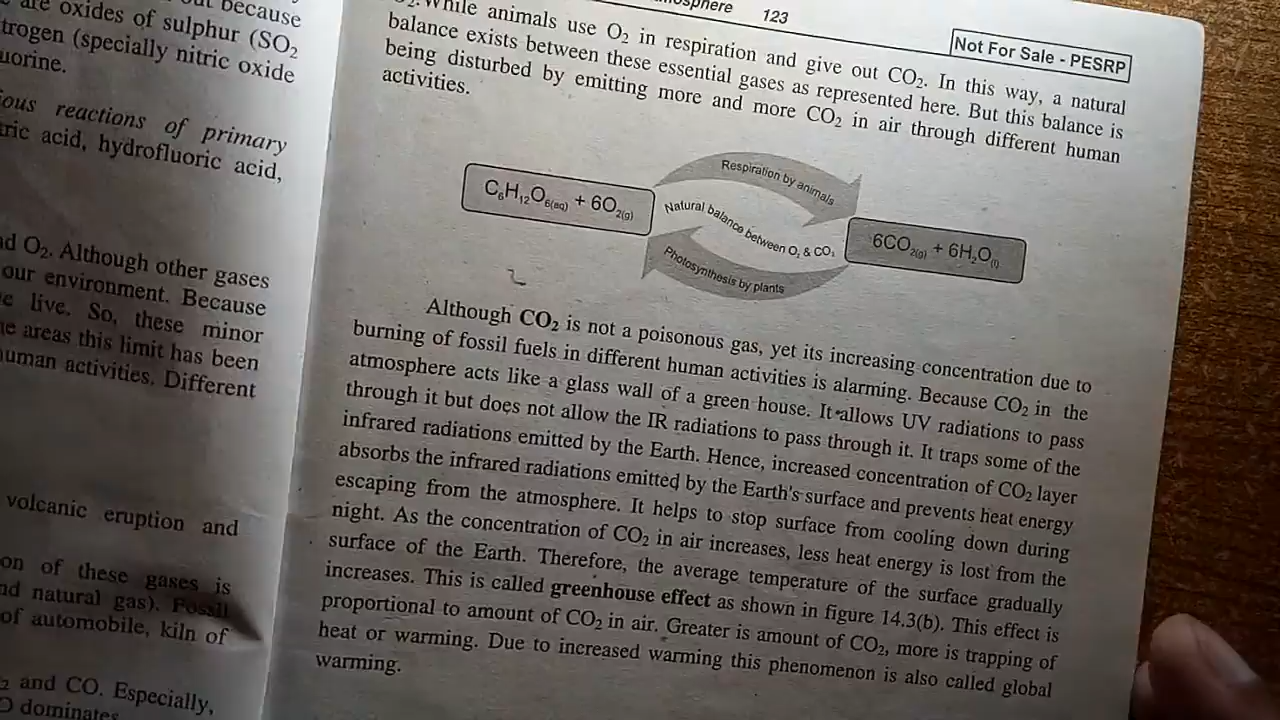 out because
are oxides of sulphur (SO₂
trogen (specially nitric oxide
uorine.
ious reactions of primary
tric acid, hydrofluoric acid,
nd O₂. Although other gases
our environment. Because
e live. So, these minor
ne areas this limit has been
human activities. Different
volcanic eruption and
on of these gases is
nd natural gas). Fossil
of automobile, kiln of
₂ and CO. Especially,
O dominates
mosphere 123
Not For Sale - PESRP
While animals use O₂ in respiration and give out CO₂. In this way, a natural
balance exists between these essential gases as represented here. But this balance is
being disturbed by emitting more and more CO₂ in air through different human
activities.
Respiration by animals
C₆H₁₂O₆₍aq₎ + 6O₂₍g₎
Natural balance between O₂ & CO₂
6CO₂₍g₎ + 6H₂O₍l₎
Photosynthesis by plants
Although CO₂ is not a poisonous gas, yet its increasing concentration due to
burning of fossil fuels in different human activities is alarming. Because CO₂ in the
atmosphere acts like a glass wall of a green house. It allows UV radiations to pass
through it but does not allow the IR radiations to pass through it. It traps some of the
infrared radiations emitted by the Earth. Hence, increased concentration of CO₂ layer
absorbs the infrared radiations emitted by the Earth's surface and prevents heat energy
escaping from the atmosphere. It helps to stop surface from cooling down during
night. As the concentration of CO₂ in air increases, less heat energy is lost from the
surface of the Earth. Therefore, the average temperature of the surface gradually
increases. This is called greenhouse effect as shown in figure 14.3(b). This effect is
proportional to amount of CO₂ in air. Greater is amount of CO₂, more is trapping of
heat or warming. Due to increased warming this phenomenon is also called global
warming.